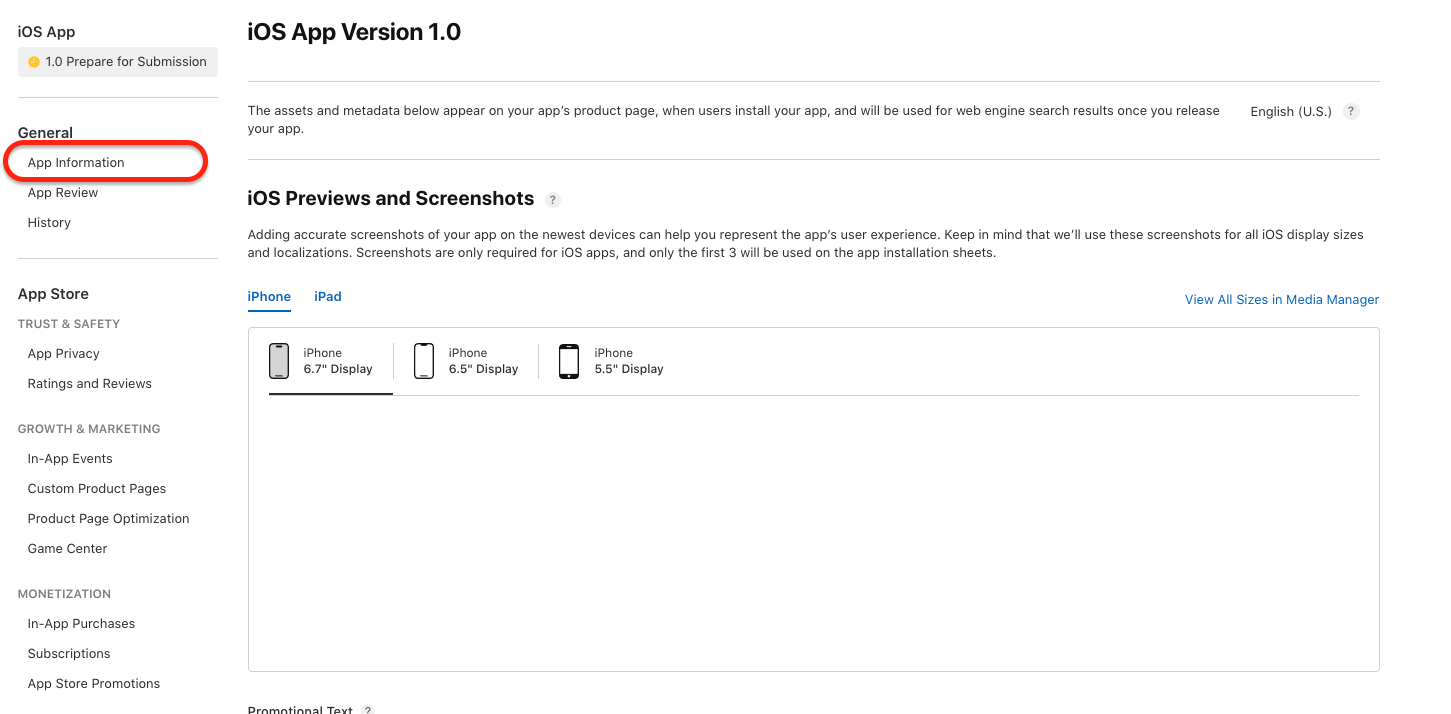 iOS App
1.0 Prepare for Submission
General
App Information
App Review
History
App Store
TRUST & SAFETY
App Privacy
Ratings and Reviews
GROWTH & MARKETING
In-App Events
Custom Product Pages
Product Page Optimization
Game Center
MONETIZATION
In-App Purchases
Subscriptions
App Store Promotions
iOS App Version 1.0
The assets and metadata below appear on your app’s product page, when users install your app, and will be used for web engine search results once you release
your app.
English (U.S.) ?
iOS Previews and Screenshots ?
Adding accurate screenshots of your app on the newest devices can help you represent the app’s user experience. Keep in mind that we’ll use these screenshots for all iOS display sizes
and localizations. Screenshots are only required for iOS apps, and only the first 3 will be used on the app installation sheets.
iPhone iPad
View All Sizes in Media Manager
iPhone
6.7" Display
iPhone
6.5" Display
iPhone
5.5" Display
Promotional Text ?